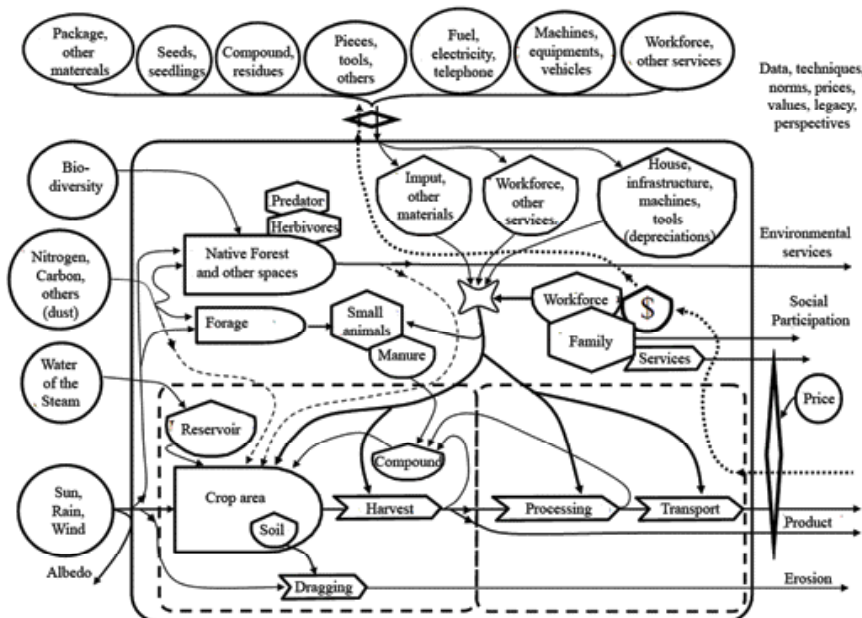 Package,
other
matereals
Seeds,
seedlings
Compound,
residues
Pieces,
tools,
others
Fuel,
electricity,
telephone
Machines,
equipments,
vehicles
Workforce,
other services
Data, techniques,
norms, prices,
values, legacy,
perspectives
Bio-
diversity
Predator
Herbivores
Imput,
other
materials
Workforce,
other
services.
House,
infrastructure,
machines,
tools
(depreciations)
Native Forest
and other spaces
Environmental
services
Nitrogen,
Carbon,
others
(dust)
Forage
Small
animals
Manure
Workforce
$
Family
Services
Social
Participation
Water
of the
Steam
Reservoir
Compound
Price
Sun,
Rain,
Wind
Crop area
Soil
Harvest
Processing
Transport
Product
Albedo
Dragging
Erosion